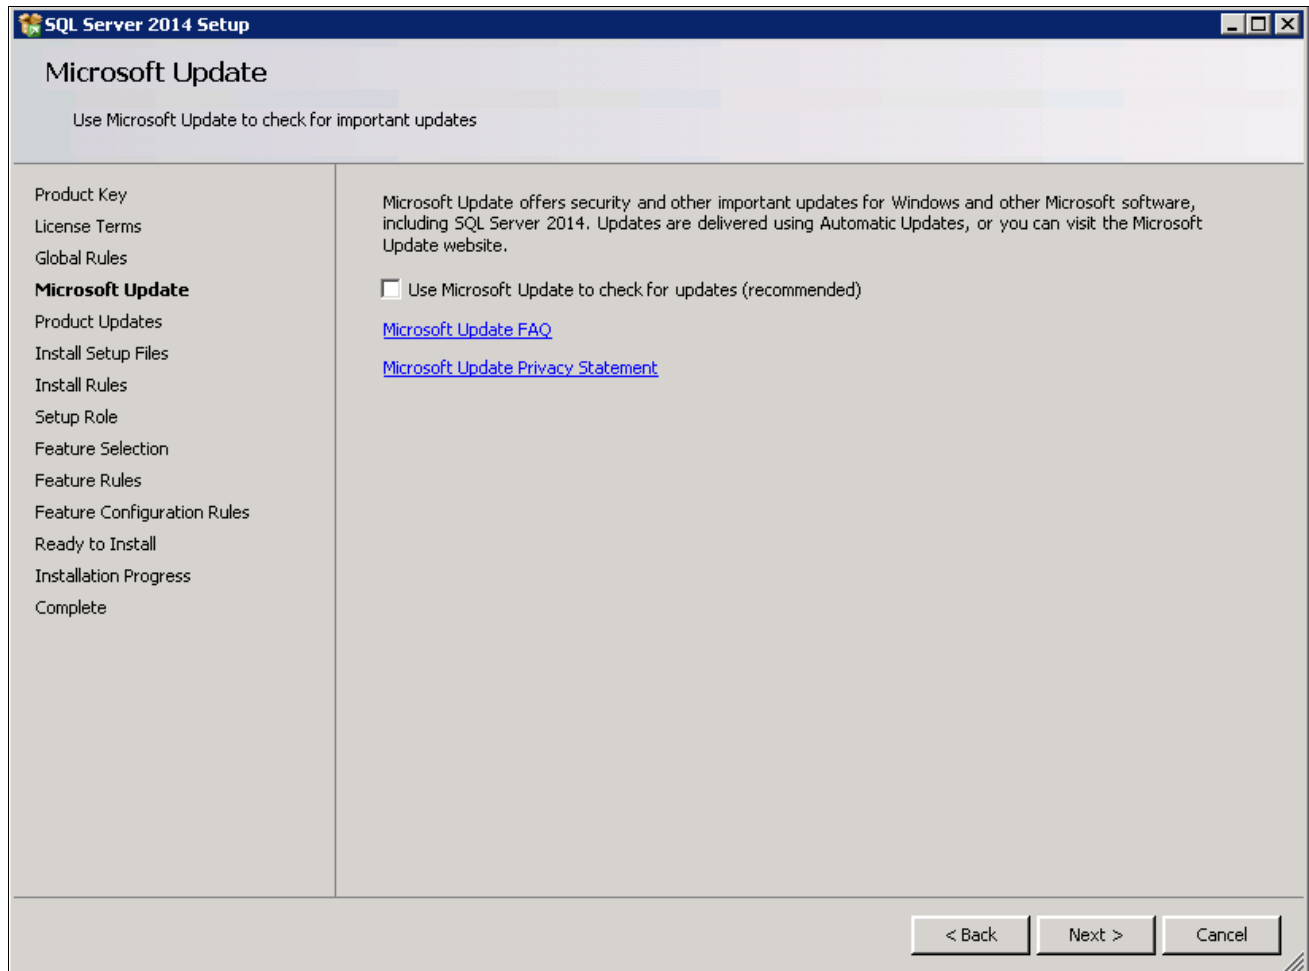 SQL Server 2014 Setup
Microsoft Update
Use Microsoft Update to check for important updates
Product Key
License Terms
Global Rules
Microsoft Update
Product Updates
Install Setup Files
Install Rules
Setup Role
Feature Selection
Feature Rules
Feature Configuration Rules
Ready to Install
Installation Progress
Complete
Microsoft Update offers security and other important updates for Windows and other Microsoft software,
including SQL Server 2014. Updates are delivered using Automatic Updates, or you can visit the Microsoft
Update website.
Use Microsoft Update to check for updates (recommended)
Microsoft Update FAQ
Microsoft Update Privacy Statement
< Back
Next >
Cancel